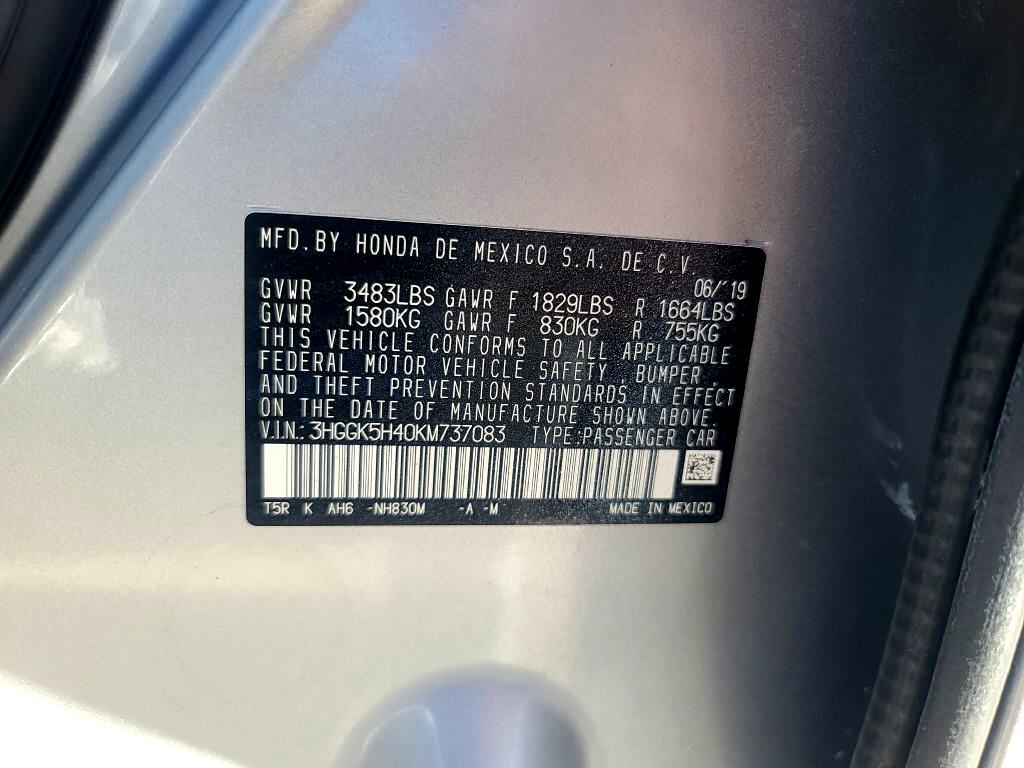 MFD. BY HONDA DE MEXICO S.A. DE C.V.
06/'19
GVWR 3483LBS GAWR F 1829LBS R 1664LBS
GVWR 1580KG GAWR F 830KG R 755KG
THIS VEHICLE CONFORMS TO ALL APPLICABLE
FEDERAL MOTOR VEHICLE SAFETY, BUMPER,
AND THEFT PREVENTION STANDARDS IN EFFECT
ON THE DATE OF MANUFACTURE SHOWN ABOVE.
V.I.N.: 3HGGK5H40KM737083 TYPE:PASSENGER CAR
T5R K AH6 -NH830M -A -M MADE IN MEXICO